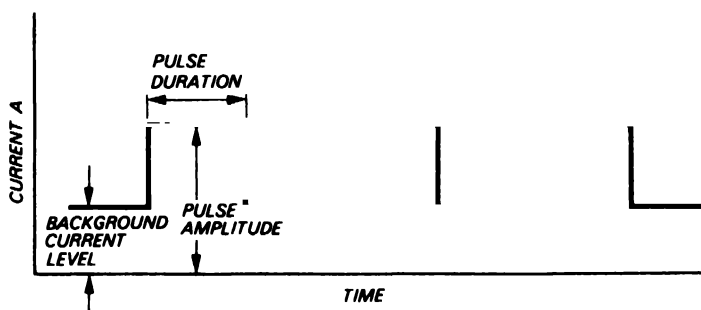 PULSE
DURATION
CURRENT A
BACKGROUND
CURRENT
LEVEL
PULSE
AMPLITUDE
TIME